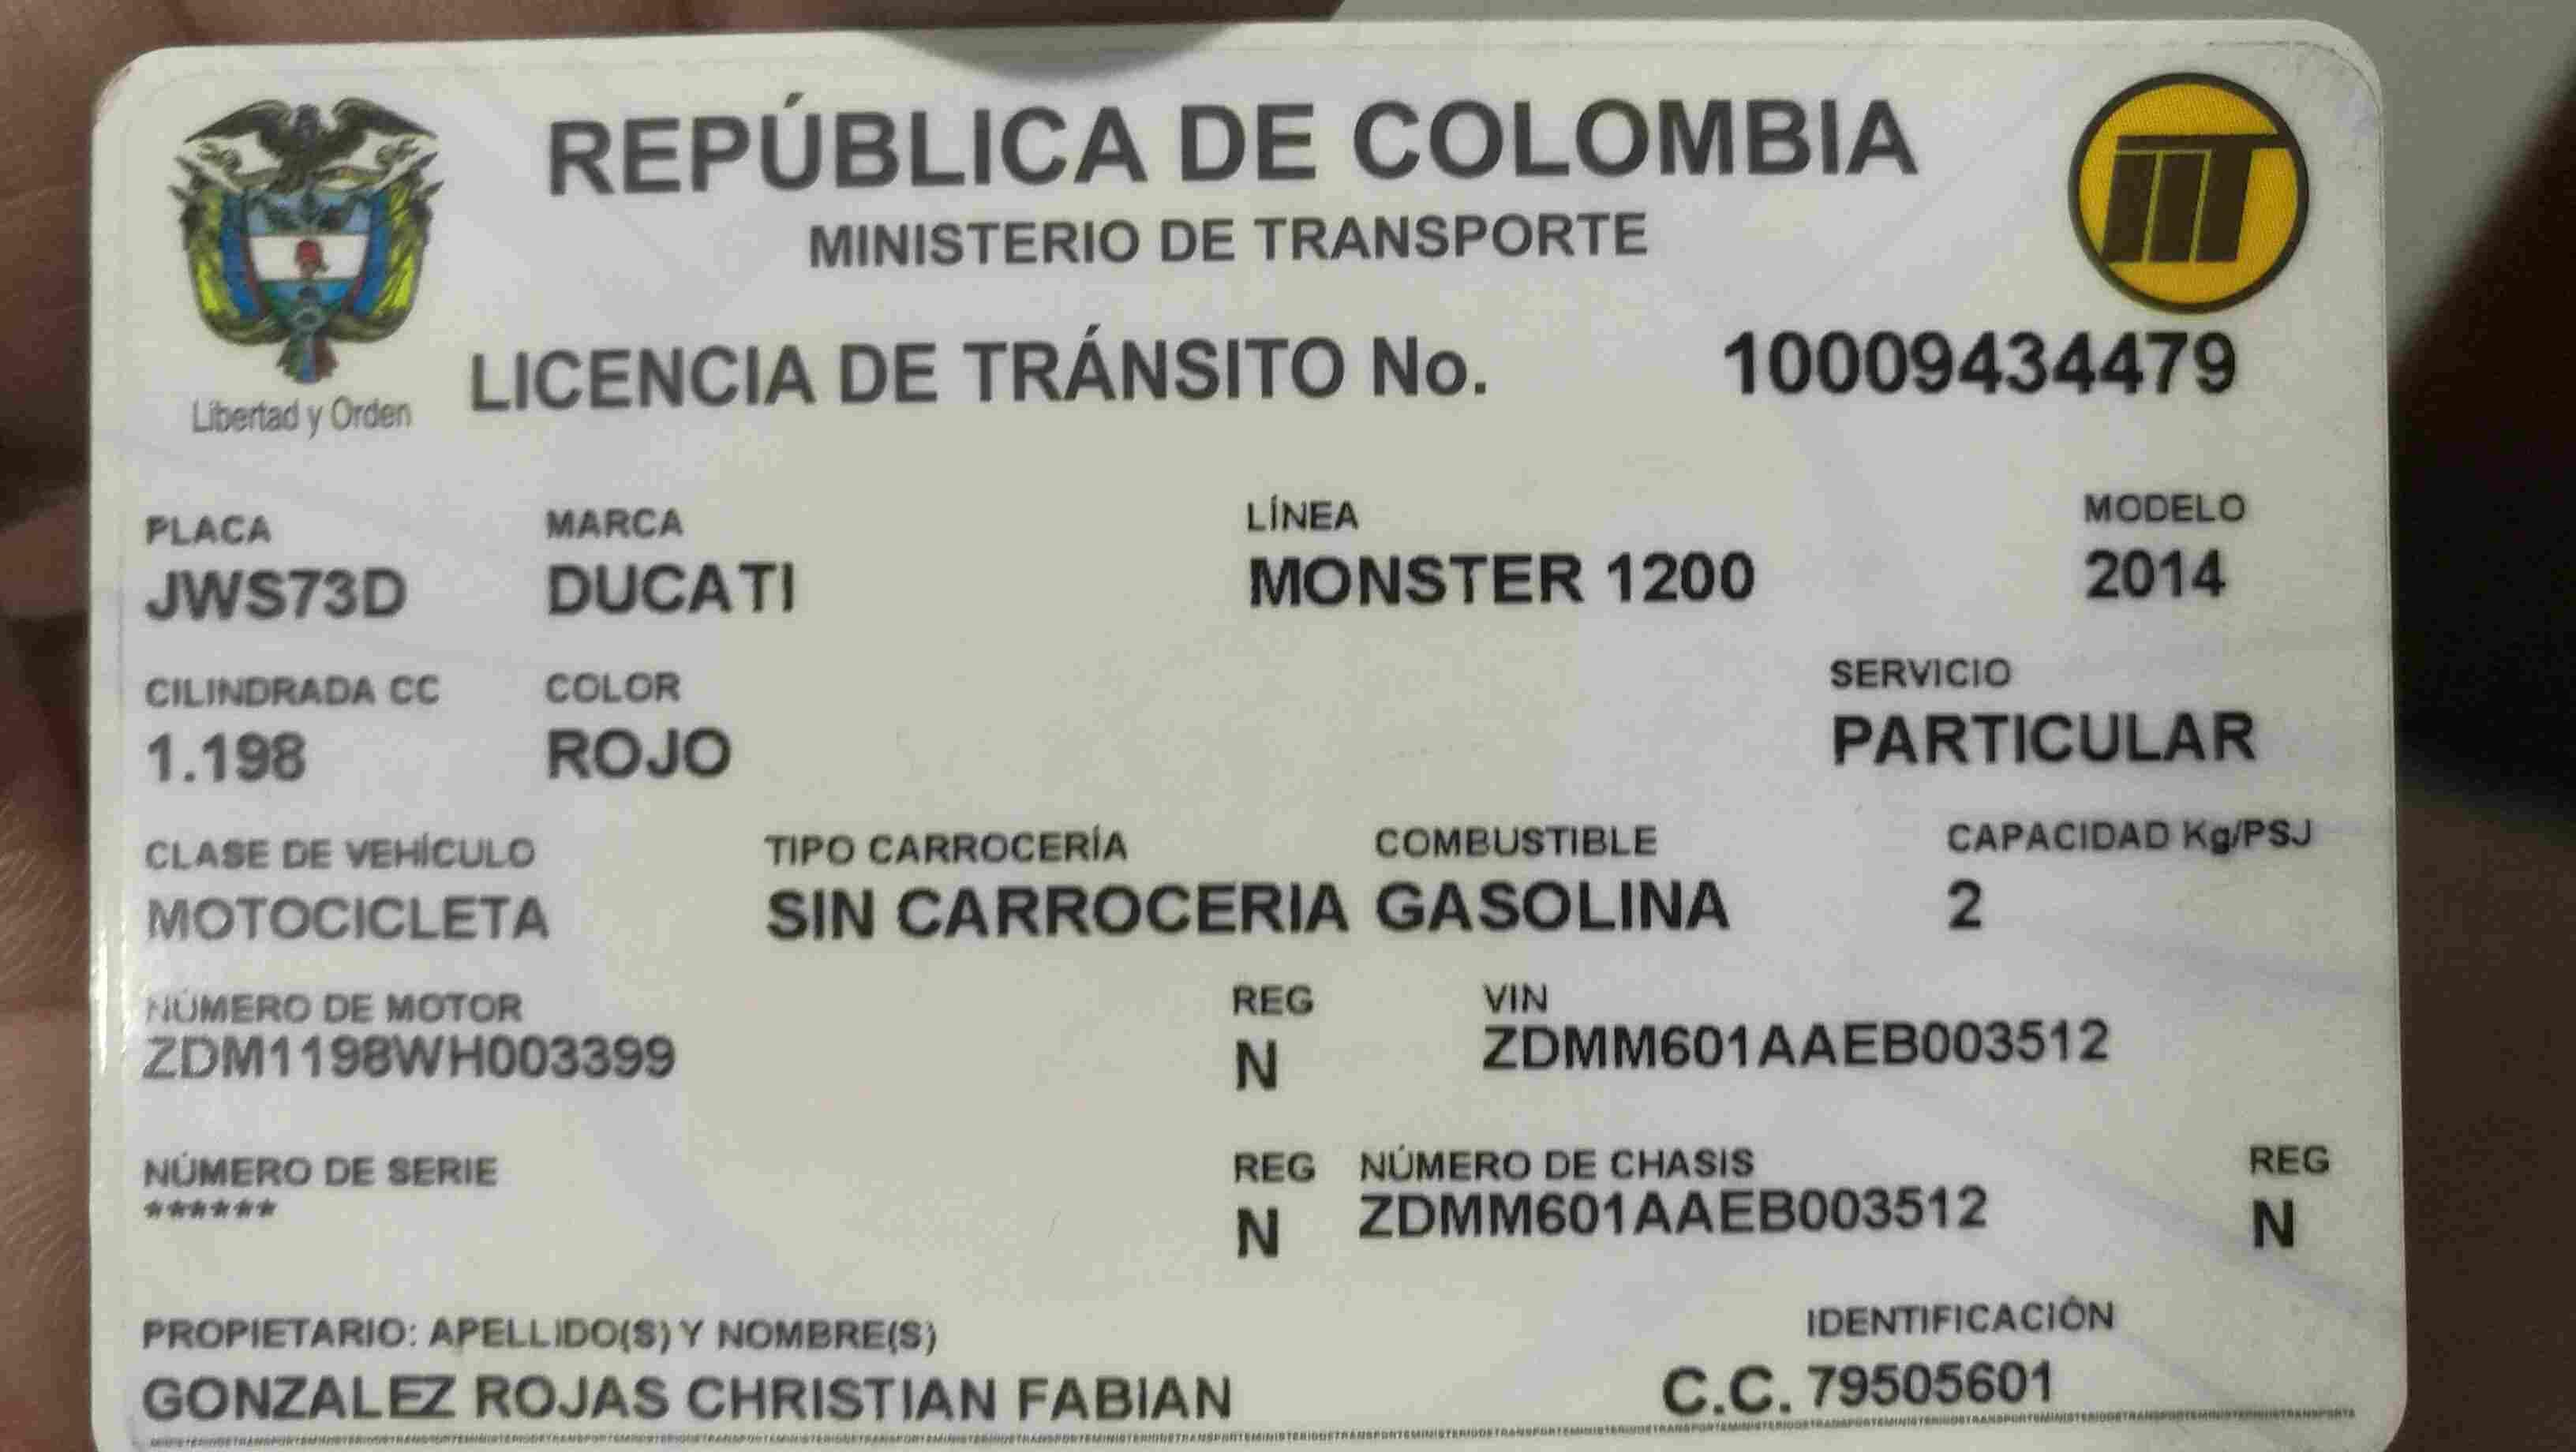 REPÚBLICA DE COLOMBIA
MINISTERIO DE TRANSPORTE
Libertad y Orden
LICENCIA DE TRÁNSITO No. 10009434479
PLACA MARCA LÍNEA MODELO
JWS73D DUCATI MONSTER 1200 2014
CILINDRADA CC COLOR SERVICIO
1.198 ROJO PARTICULAR
CLASE DE VEHÍCULO TIPO CARROCERÍA COMBUSTIBLE CAPACIDAD Kg/PSJ
MOTOCICLETA SIN CARROCERIA GASOLINA 2
NÚMERO DE MOTOR REG VIN
ZDM1198WH003399 N ZDMM601AAEB003512
NÚMERO DE SERIE REG NÚMERO DE CHASIS REG
****** N ZDMM601AAEB003512 N
PROPIETARIO: APELLIDO(S) Y NOMBRE(S) IDENTIFICACIÓN
GONZALEZ ROJAS CHRISTIAN FABIAN C.C. 79505601